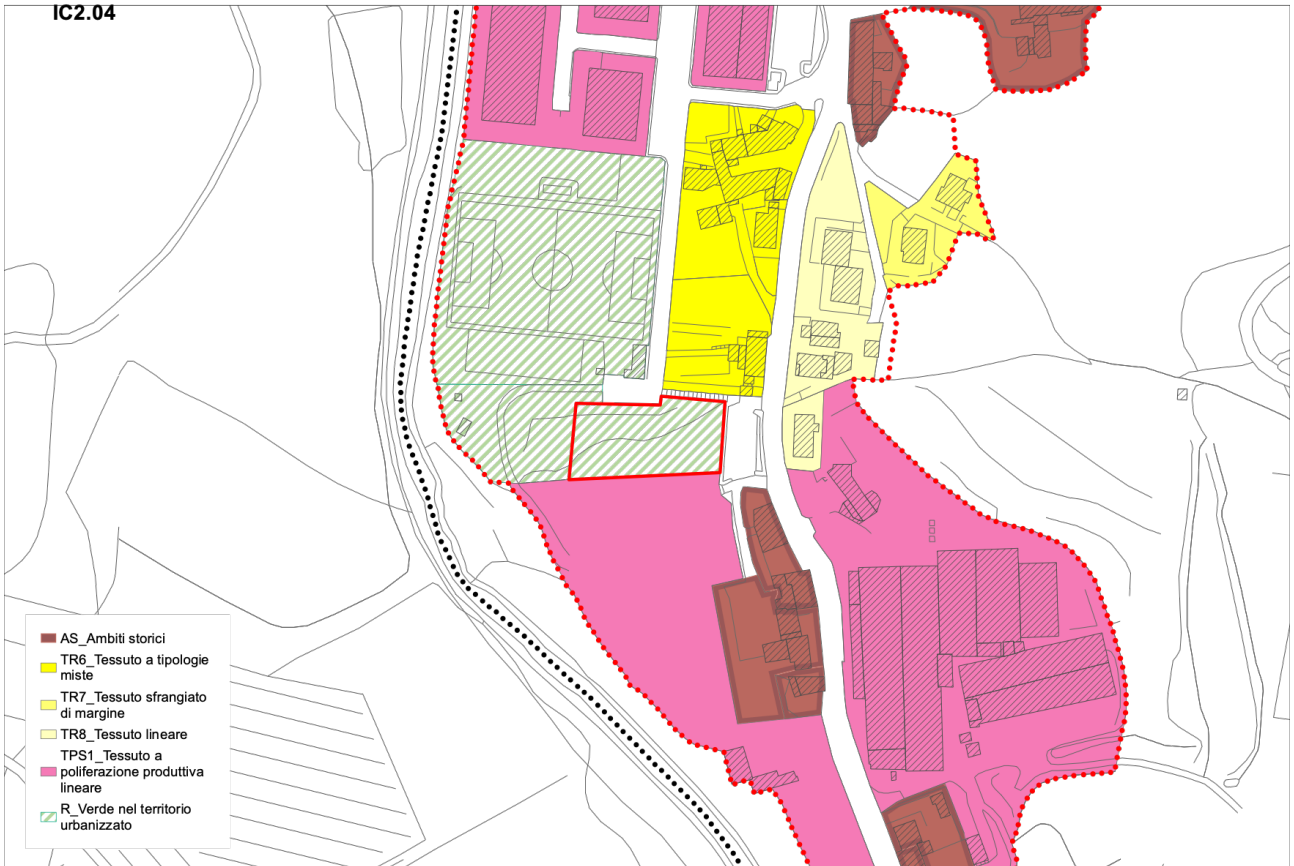 IC2.04
AS_Ambiti storici
TR6_Tessuto a tipologie
miste
TR7_Tessuto sfrangiato
di margine
TR8_Tessuto lineare
TPS1_Tessuto a
poliferazione produttiva
lineare
R_Verde nel territorio
urbanizzato